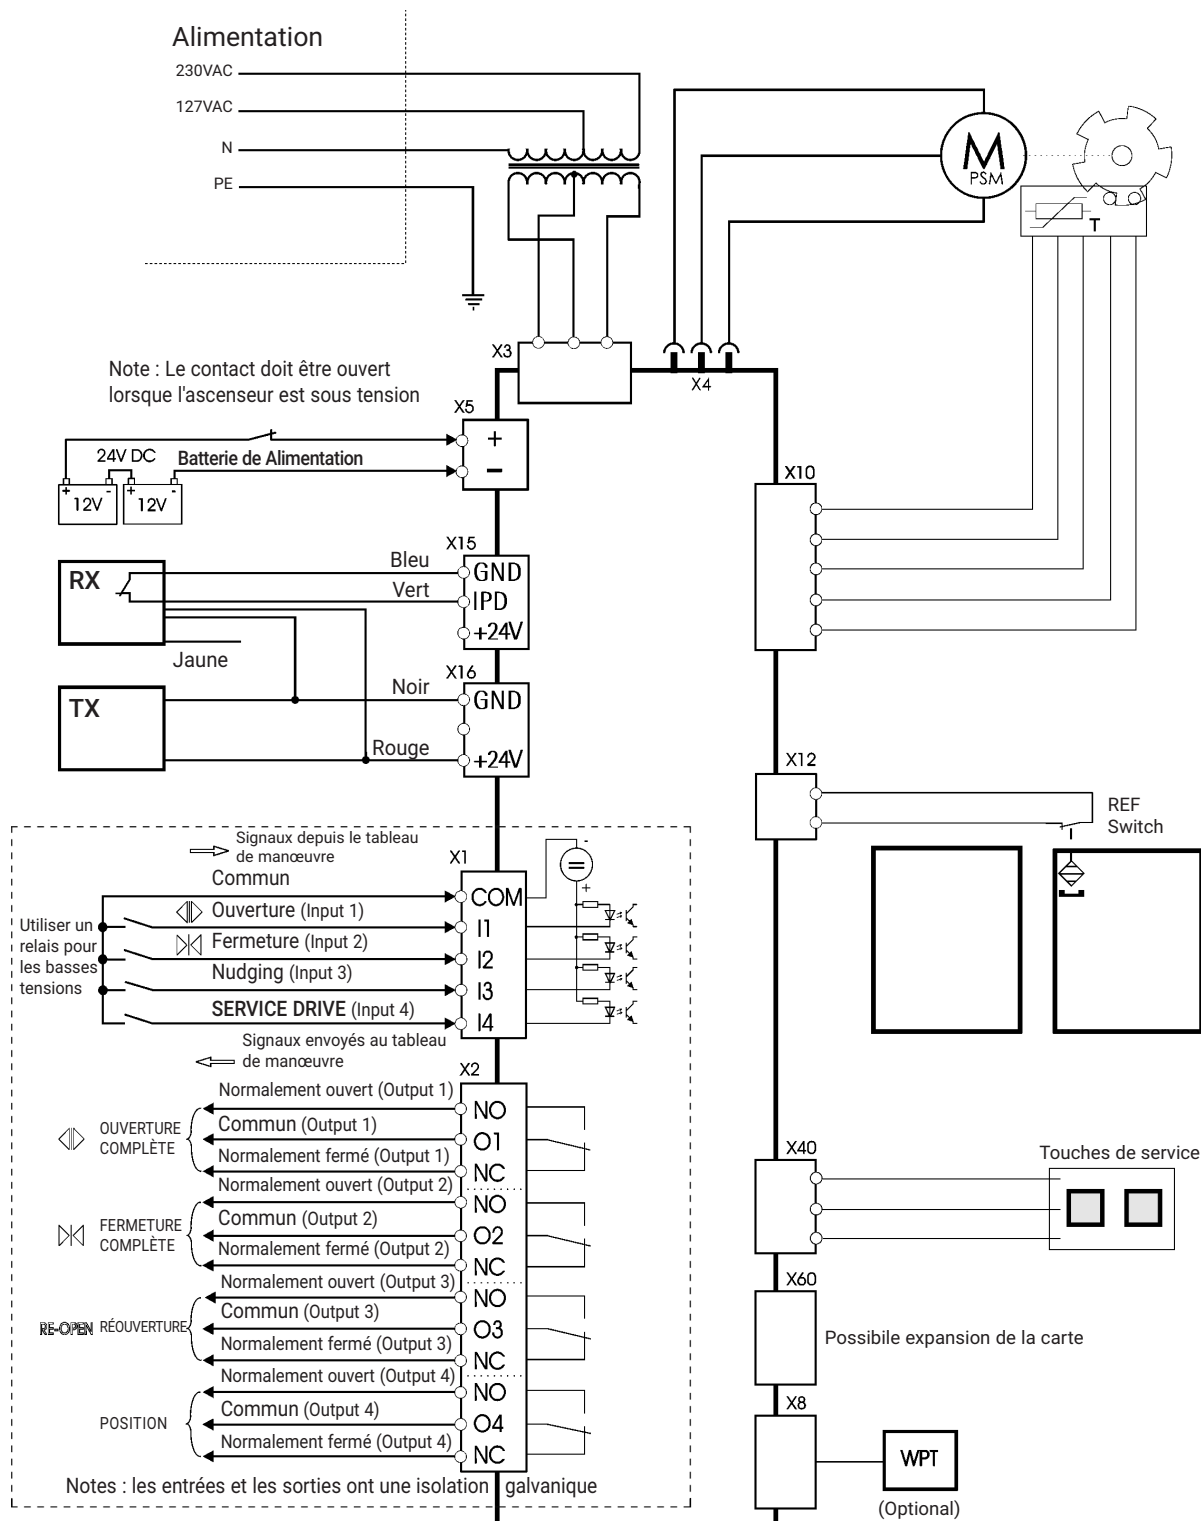 Alimentation
230VAC
127VAC
N
PE
M
PSM
T
X3
X4
Note : Le contact doit être ouvert
lorsque l'ascenseur est sous tension
X5
+
−
24V DC
Batterie de Alimentation
+ - + -
12V 12V
X10
X15
RX
Bleu
GND
Vert
IPD
+24V
Jaune
X16
TX
Noir
GND
Rouge
+24V
X12
REF
Switch
Signaux depuis le tableau
de manœuvre
X1
-
=
+
Commun
COM
Utiliser un
relais pour
les basses
tensions
Ouverture (Input 1)
I1
Fermeture (Input 2)
I2
Nudging (Input 3)
I3
SERVICE DRIVE (Input 4)
I4
Signaux envoyés au tableau
de manœuvre
X2
OUVERTURE
COMPLÈTE
Normalement ouvert (Output 1)
NO
Commun (Output 1)
O1
Normalement fermé (Output 1)
NC
FERMETURE
COMPLÈTE
Normalement ouvert (Output 2)
NO
Commun (Output 2)
O2
Normalement fermé (Output 2)
NC
RE-OPEN RÉOUVERTURE
Normalement ouvert (Output 3)
NO
Commun (Output 3)
O3
Normalement fermé (Output 3)
NC
POSITION
Normalement ouvert (Output 4)
NO
Commun (Output 4)
O4
Normalement fermé (Output 4)
NC
Notes : les entrées et les sorties ont une isolation galvanique
X40
Touches de service
X60
Possibile expansion de la carte
X8
WPT
(Optional)